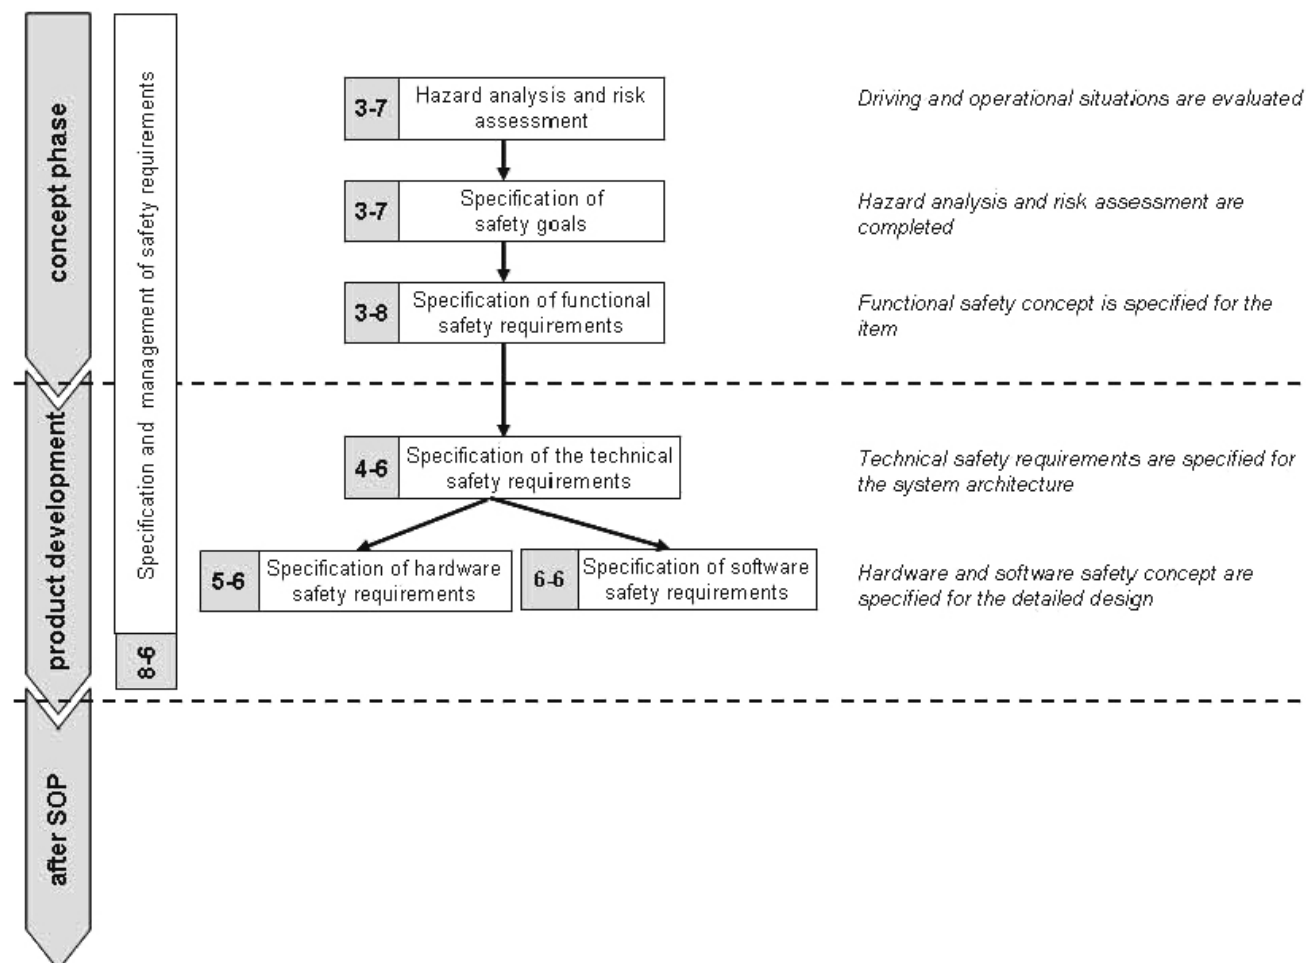 concept phase
product development
after SOP
Specification and management of safety requirements
8-6
3-7
Hazard analysis and risk
assessment
Driving and operational situations are evaluated
3-7
Specification of
safety goals
Hazard analysis and risk assessment are
completed
3-8
Specification of functional
safety requirements
Functional safety concept is specified for the
item
4-6
Specification of the technical
safety requirements
Technical safety requirements are specified for
the system architecture
5-6
Specification of hardware
safety requirements
6-6
Specification of software
safety requirements
Hardware and software safety concept are
specified for the detailed design